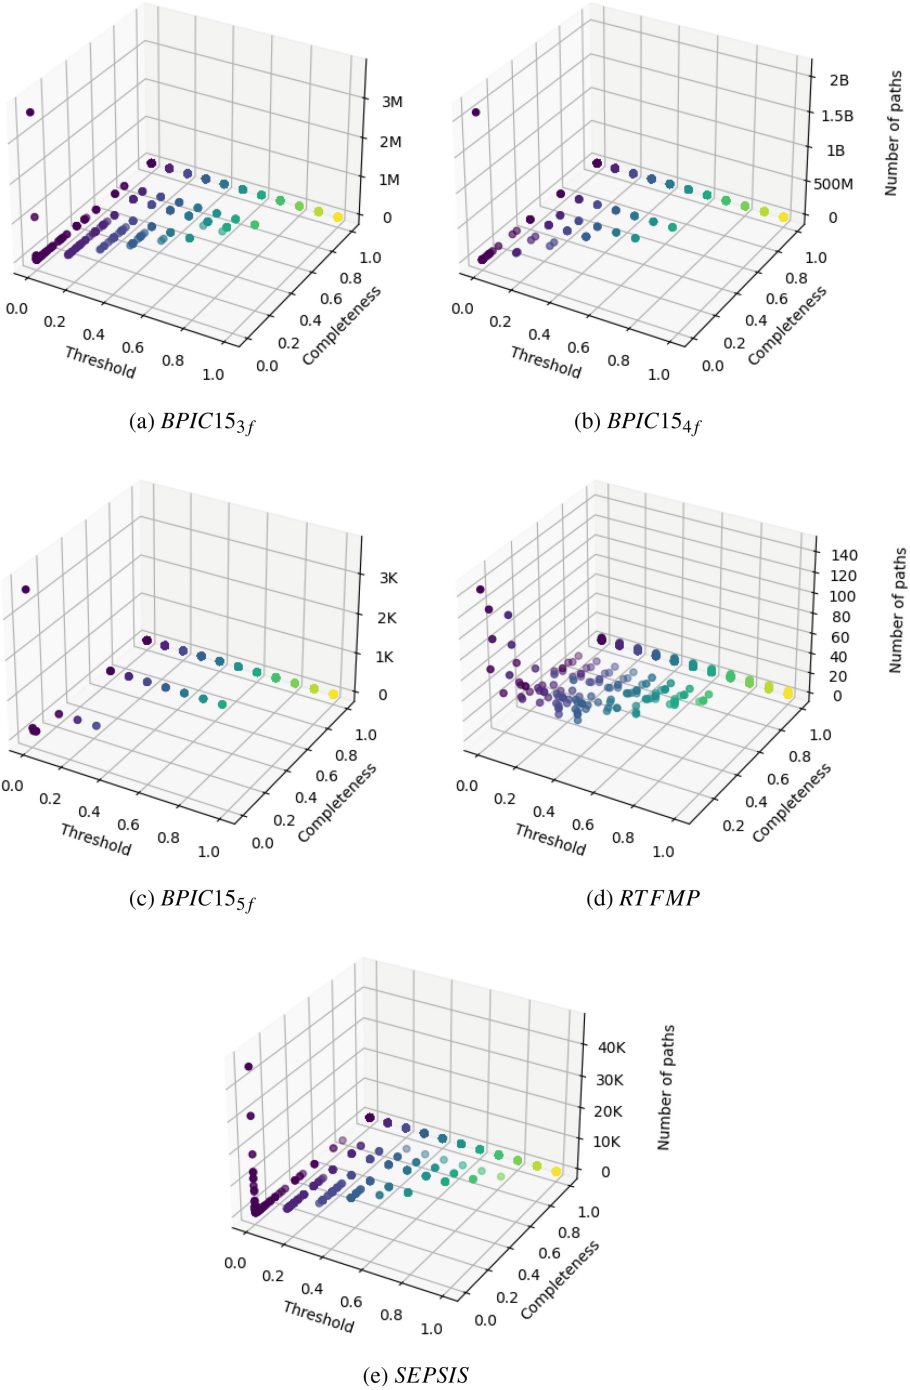 3M
2M
1M
0
0.0
0.2
0.4
0.6
0.8
1.0
Threshold
0.0
0.2
0.4
0.6
0.8
1.0
Completeness
(a) BPIC15_{3f}
2B
1.5B
1B
500M
0
Number of paths
0.0
0.2
0.4
0.6
0.8
1.0
Threshold
0.0
0.2
0.4
0.6
0.8
1.0
Completeness
(b) BPIC15_{4f}
3K
2K
1K
0
0.0
0.2
0.4
0.6
0.8
1.0
Threshold
0.0
0.2
0.4
0.6
0.8
1.0
Completeness
(c) BPIC15_{5f}
140
120
100
80
60
40
20
0
Number of paths
0.0
0.2
0.4
0.6
0.8
1.0
Threshold
0.2
0.4
0.6
0.8
1.0
Completeness
(d) RTFMP
40K
30K
20K
10K
0
Number of paths
0.0
0.2
0.4
0.6
0.8
1.0
Threshold
0.0
0.2
0.4
0.6
0.8
1.0
Completeness
(e) SEPSIS